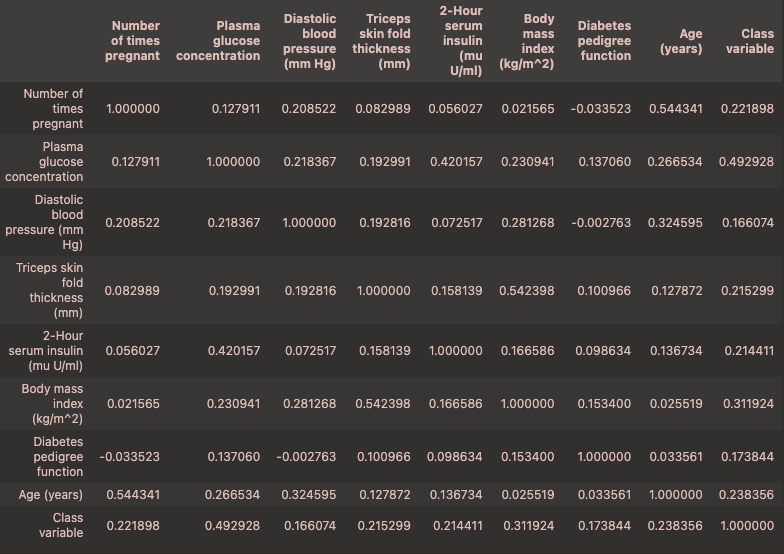 Number of times pregnant Plasma glucose concentration Diastolic blood pressure (mm Hg) Triceps skin fold thickness (mm) 2-Hour serum insulin (mu U/ml) Body mass index (kg/m^2) Diabetes pedigree function Age (years) Class variable
Number of times pregnant 1.000000 0.127911 0.208522 0.082989 0.056027 0.021565 -0.033523 0.544341 0.221898
Plasma glucose concentration 0.127911 1.000000 0.218367 0.192991 0.420157 0.230941 0.137060 0.266534 0.492928
Diastolic blood pressure (mm Hg) 0.208522 0.218367 1.000000 0.192816 0.072517 0.281268 -0.002763 0.324595 0.166074
Triceps skin fold thickness (mm) 0.082989 0.192991 0.192816 1.000000 0.158139 0.542398 0.100966 0.127872 0.215299
2-Hour serum insulin (mu U/ml) 0.056027 0.420157 0.072517 0.158139 1.000000 0.166586 0.098634 0.136734 0.214411
Body mass index (kg/m^2) 0.021565 0.230941 0.281268 0.542398 0.166586 1.000000 0.153400 0.025519 0.311924
Diabetes pedigree function -0.033523 0.137060 -0.002763 0.100966 0.098634 0.153400 1.000000 0.033561 0.173844
Age (years) 0.544341 0.266534 0.324595 0.127872 0.136734 0.025519 0.033561 1.000000 0.238356
Class variable 0.221898 0.492928 0.166074 0.215299 0.214411 0.311924 0.173844 0.238356 1.000000